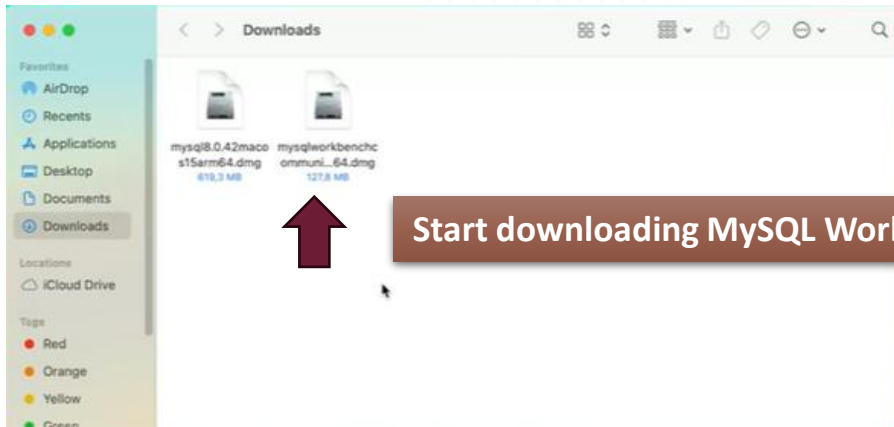 Downloads
Favorites
AirDrop
Recents
Applications
Desktop
Documents
Downloads
Locations
iCloud Drive
Tags
Red
Orange
Yellow
Green
mysql8.0.42maco
s15arm64.dmg
619,3 MB
mysqlworkbenchc
ommuni...64.dmg
127,8 MB
Start downloading MySQL Work